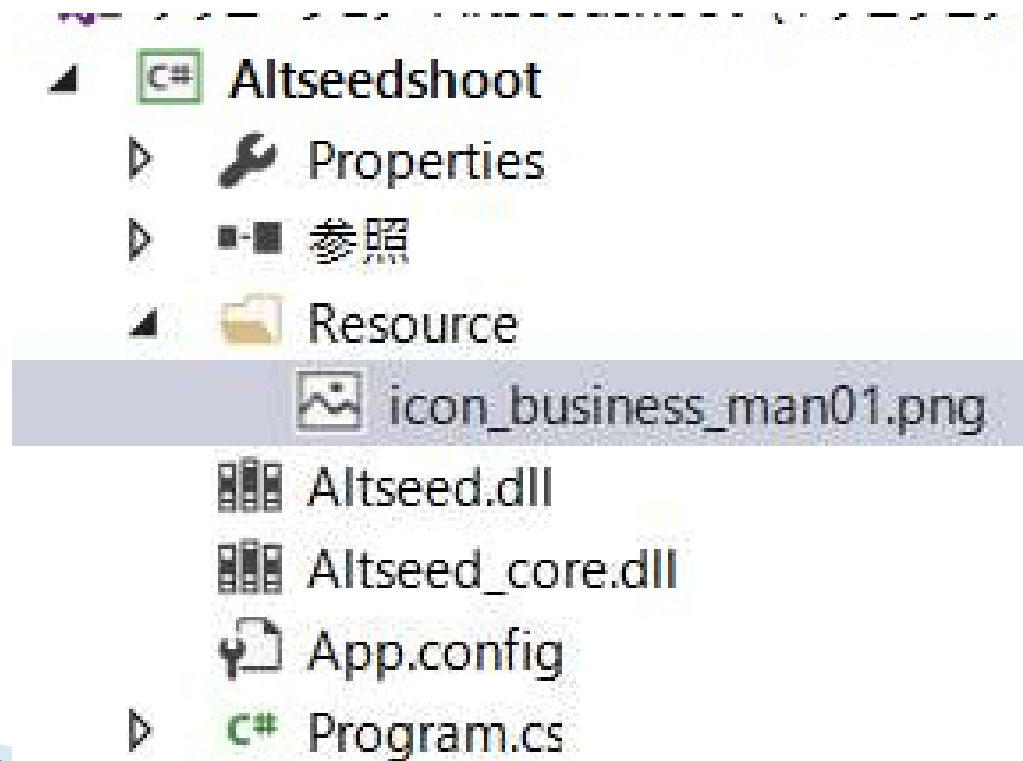 Altseedshoot
Properties
参照
Resource
icon_business_man01.png
Altseed.dll
Altseed_core.dll
App.config
C# Program.cs